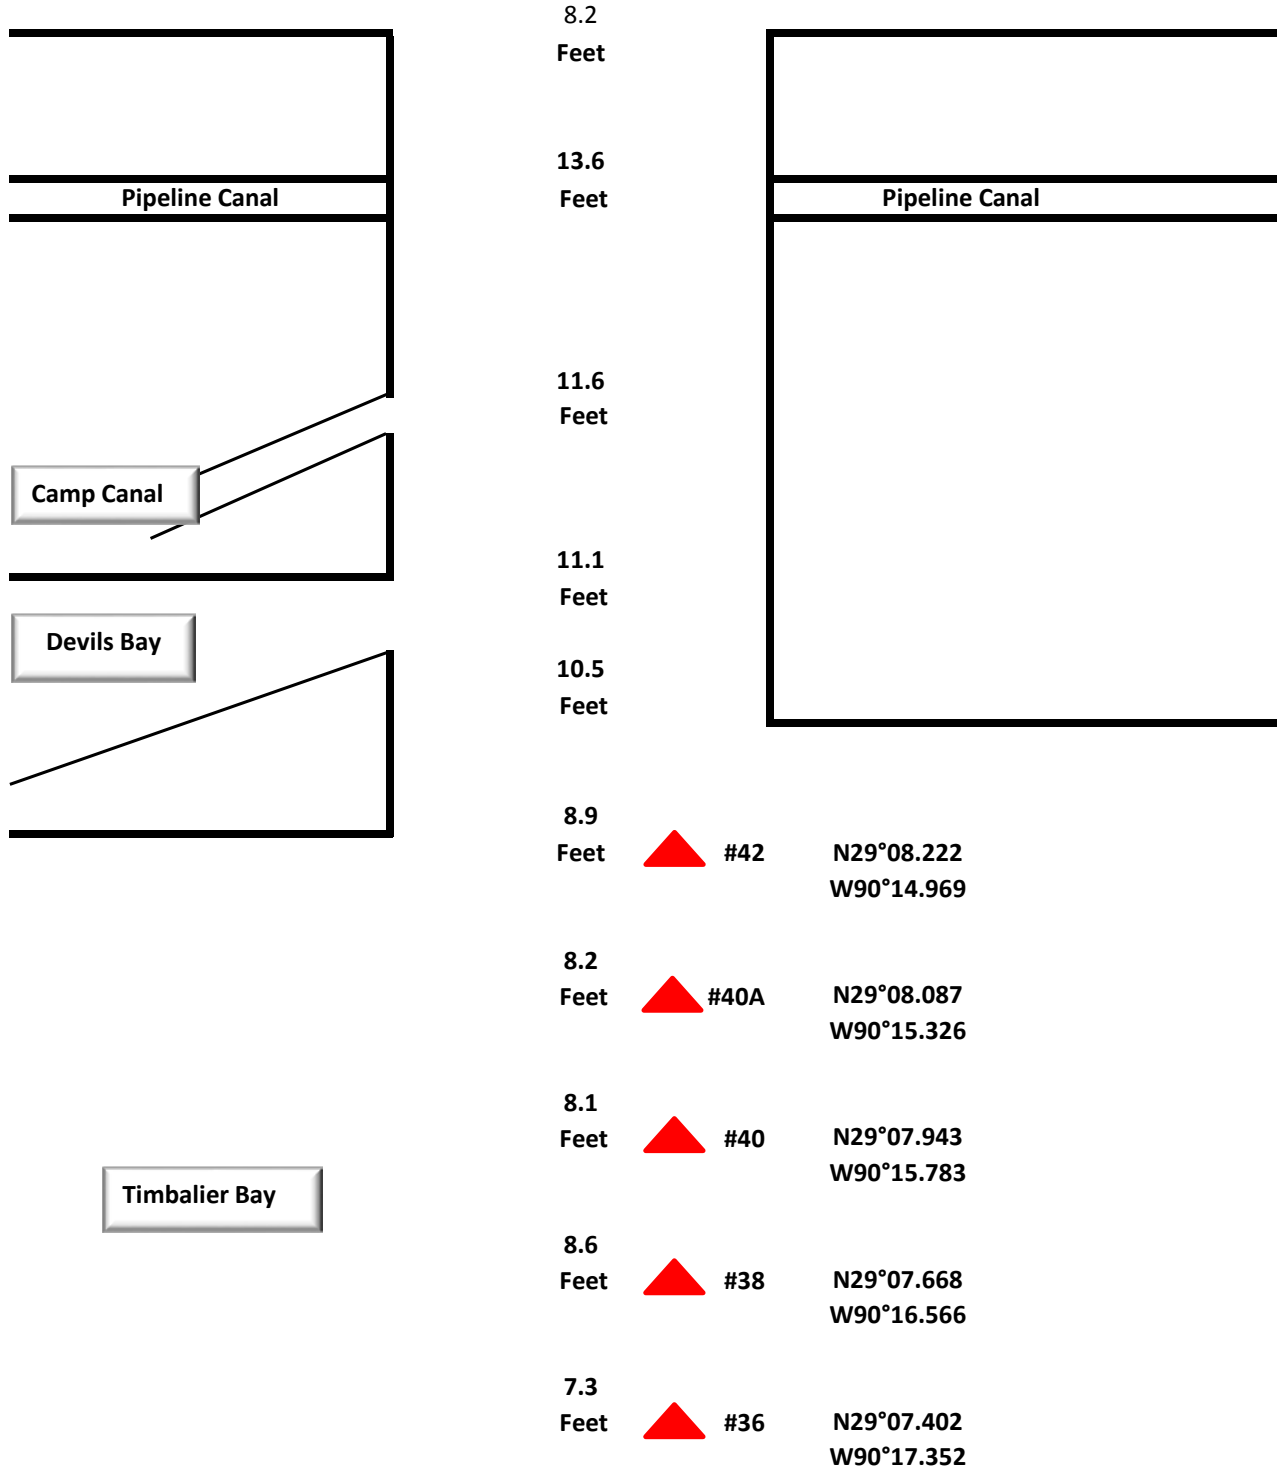 8.2
Feet
13.6
Feet
Pipeline Canal
Pipeline Canal
11.6
Feet
Camp Canal
11.1
Feet
Devils Bay
10.5
Feet
8.9
Feet #42 N29°08.222
W90°14.969
8.2
Feet #40A N29°08.087
W90°15.326
8.1
Feet #40 N29°07.943
W90°15.783
Timbalier Bay
8.6
Feet #38 N29°07.668
W90°16.566
7.3
Feet #36 N29°07.402
W90°17.352